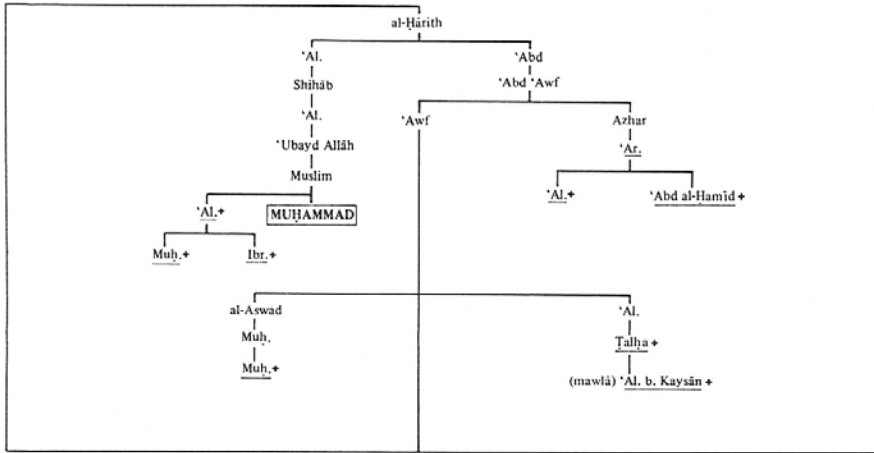 al-Ḥārith
ʿAl. ʿAbd
Shihāb ʿAbd ʿAwf
ʿAl. ʿAwf Azhar
ʿUbayd Allāh ʿAr.
Muslim ʿAl.+ ʿAbd al-Ḥamīd +
ʿAl.+ MUḤAMMAD
Muḥ.+ Ibr.+
al-Aswad ʿAl.
Muḥ. Ṭalḥa +
Muḥ.+ (mawlā) ʿAl. b. Kaysān +